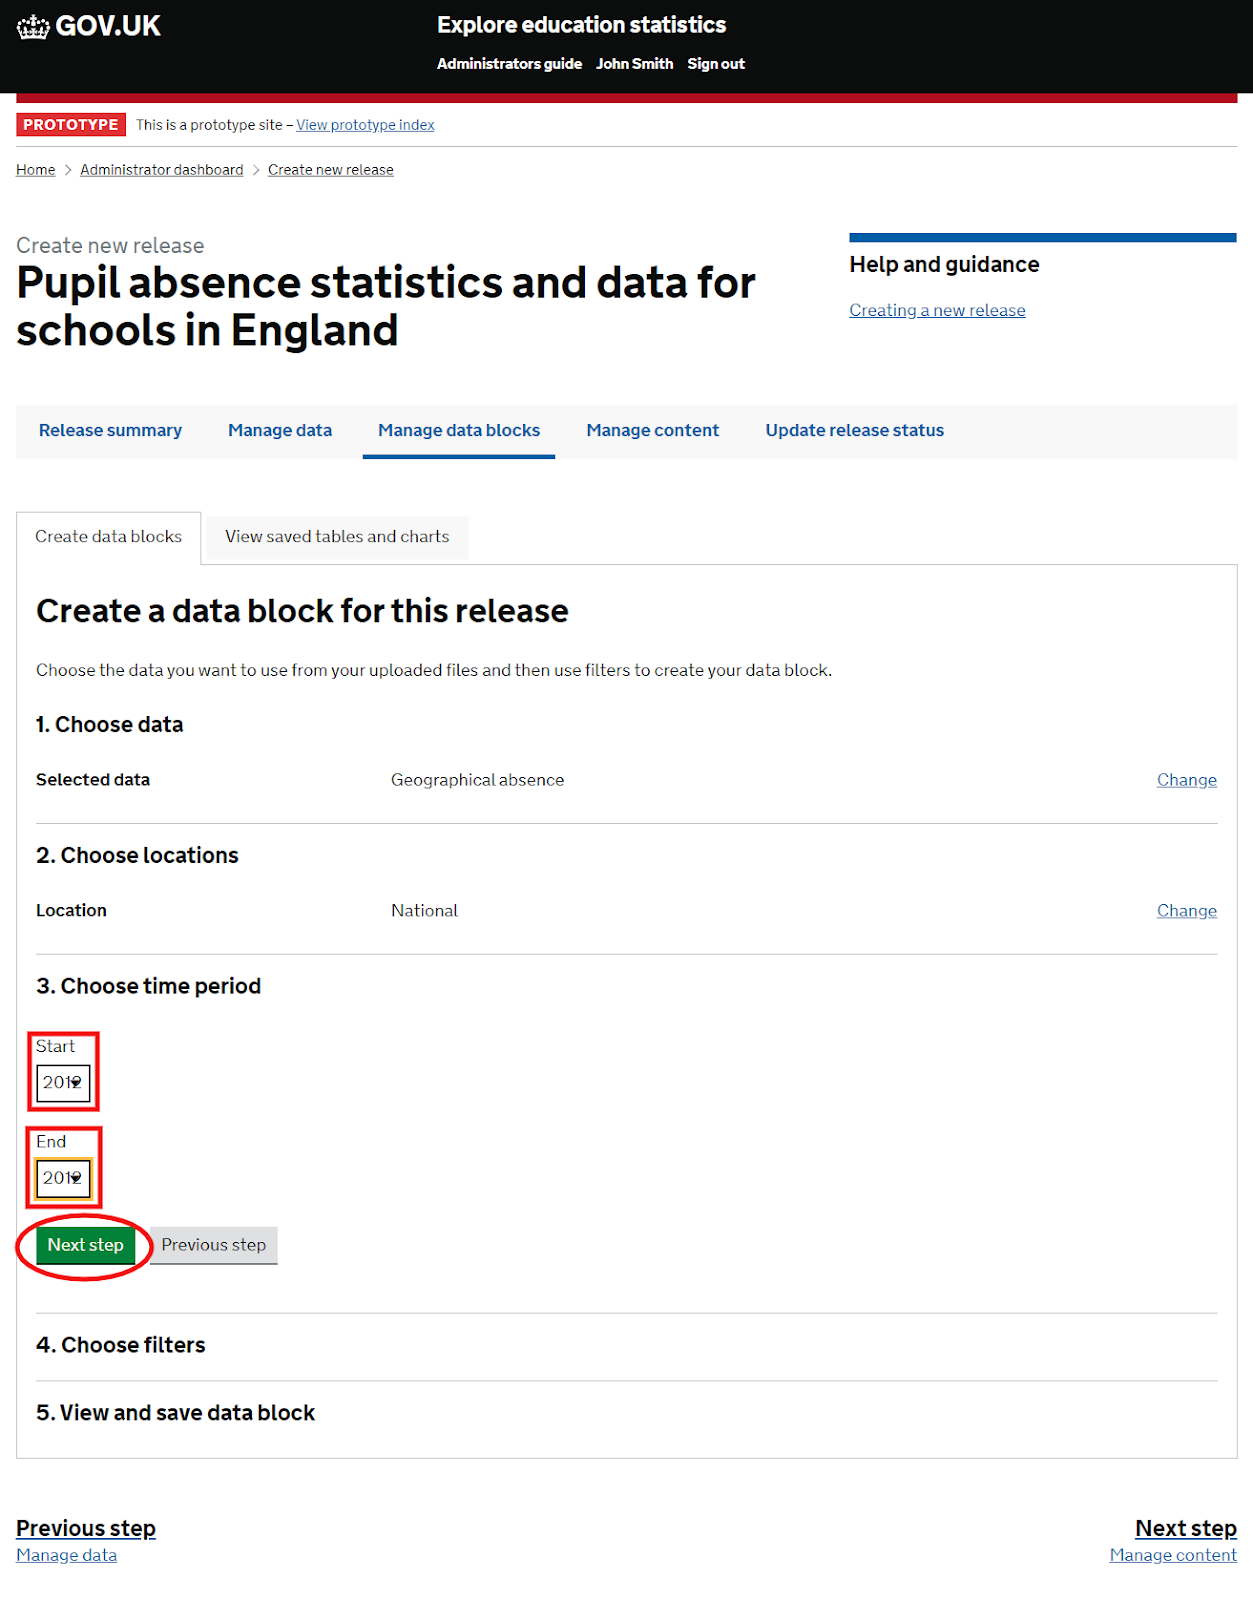 GOV.UK
Explore education statistics
Administrators guide John Smith Sign out
PROTOTYPE This is a prototype site – View prototype index
Home > Administrator dashboard > Create new release
Create new release
Pupil absence statistics and data for
schools in England
Help and guidance
Creating a new release
Release summary Manage data Manage data blocks Manage content Update release status
Create data blocks View saved tables and charts
Create a data block for this release
Choose the data you want to use from your uploaded files and then use filters to create your data block.
1. Choose data
Selected data Geographical absence Change
2. Choose locations
Location National Change
3. Choose time period
Start
2012
End
2012
Next step Previous step
4. Choose filters
5. View and save data block
Previous step
Manage data
Next step
Manage content